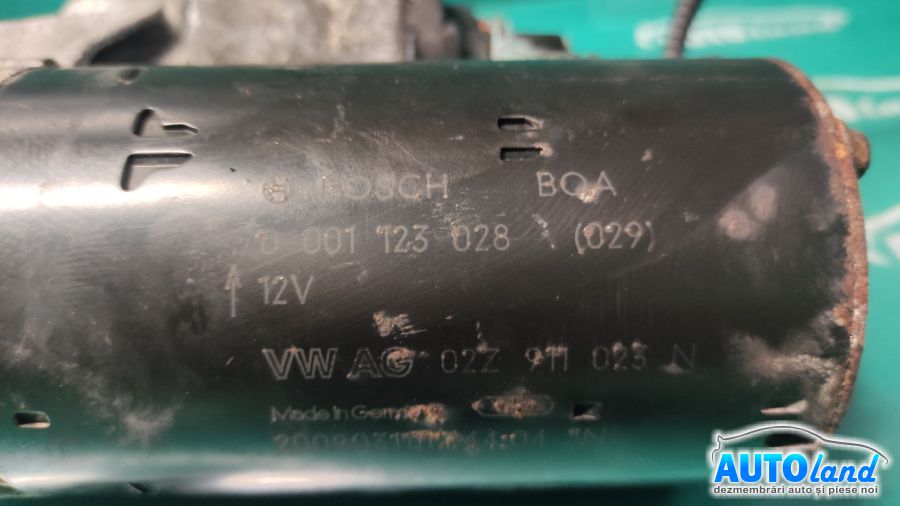 BOSCH BOA
0 001 123 028 (029)
12V
VW AG 02Z 911 023 N
Made in Germany
AUTOland
dezmembrări auto și piese noi